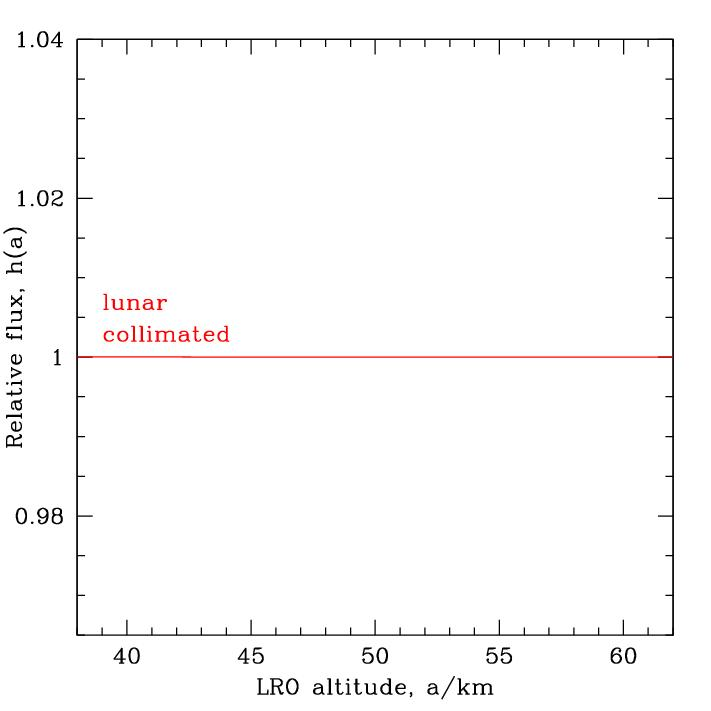 1.04
1.02
1
0.98
Relative flux, h(a)
lunar
collimated
40 45 50 55 60
LRO altitude, a/km